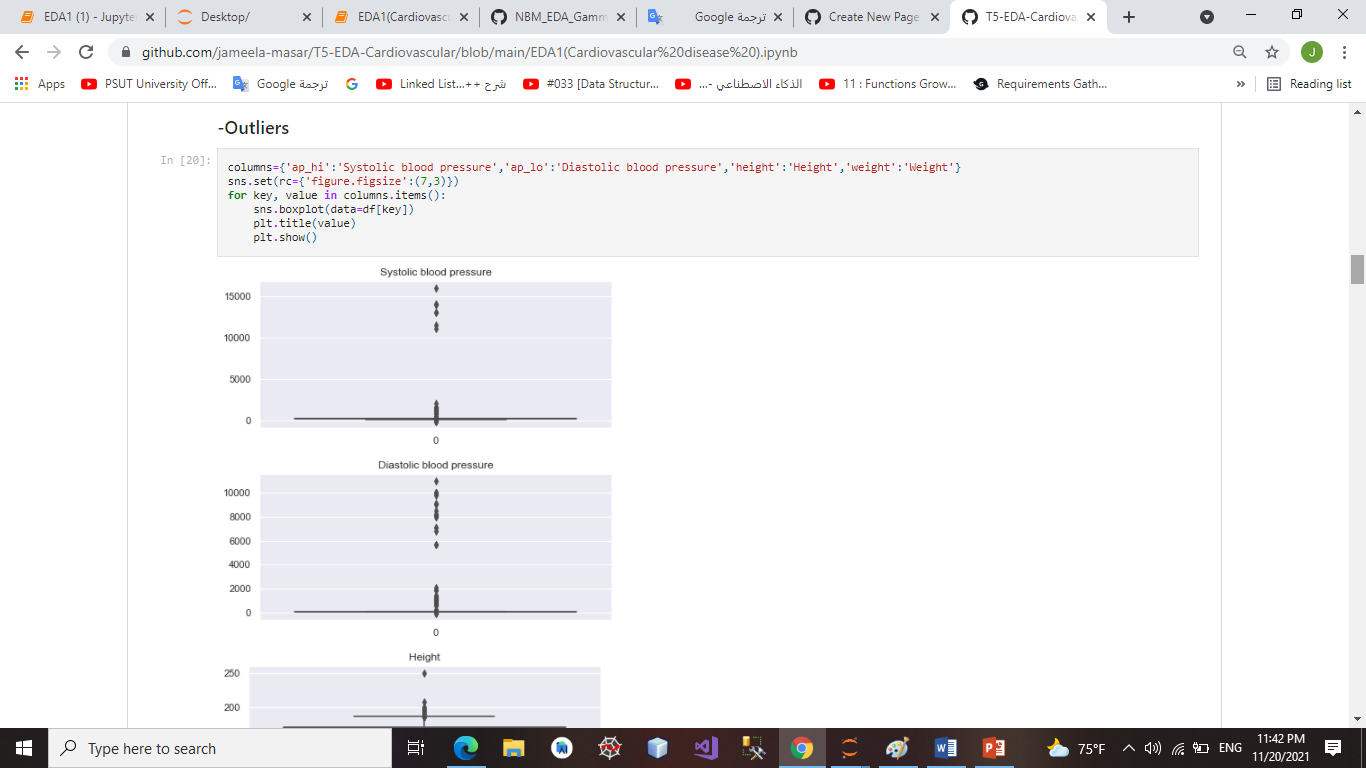 EDA1 (1) - Jupyte
Desktop/
EDA1(Cardiovascu
NBM_EDA_Gamm
Google ترجمة
Create New Page
T5-EDA-Cardiova
github.com/jameela-masar/T5-EDA-Cardiovascular/blob/main/EDA1(Cardiovascular%20disease%20).ipynb
J
Apps
PSUT University Off...
Google ترجمة
Linked List...++ شرح
#033 [Data Structur...
الذكاء الاصطناعي -...
11 : Functions Grow...
Requirements Gath...
»
Reading list
-Outliers
In [20]:
columns={'ap_hi':'Systolic blood pressure','ap_lo':'Diastolic blood pressure','height':'Height','weight':'Weight'}
sns.set(rc={'figure.figsize':(7,3)})
for key, value in columns.items():
    sns.boxplot(data=df[key])
    plt.title(value)
    plt.show()
Systolic blood pressure
15000
10000
5000
0
0
Diastolic blood pressure
10000
8000
6000
4000
2000
0
0
Height
250
200
Type here to search
75°F
ENG
11:42 PM
11/20/2021